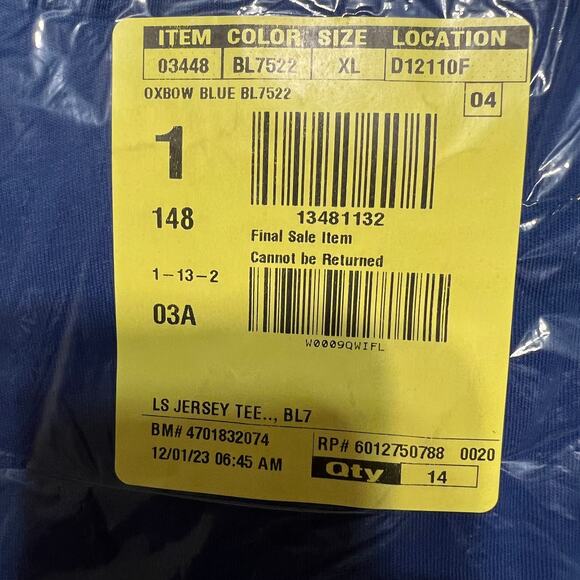 ITEM COLOR SIZE LOCATION
03448 BL7522 XL D12110F
OXBOW BLUE BL7522
04
1
148
13481132
Final Sale Item
Cannot be Returned
1-13-2
03A
W0009QWIFL
LS JERSEY TEE.., BL7
BM# 4701832074
RP# 6012750788 0020
12/01/23 06:45 AM
Qty 14